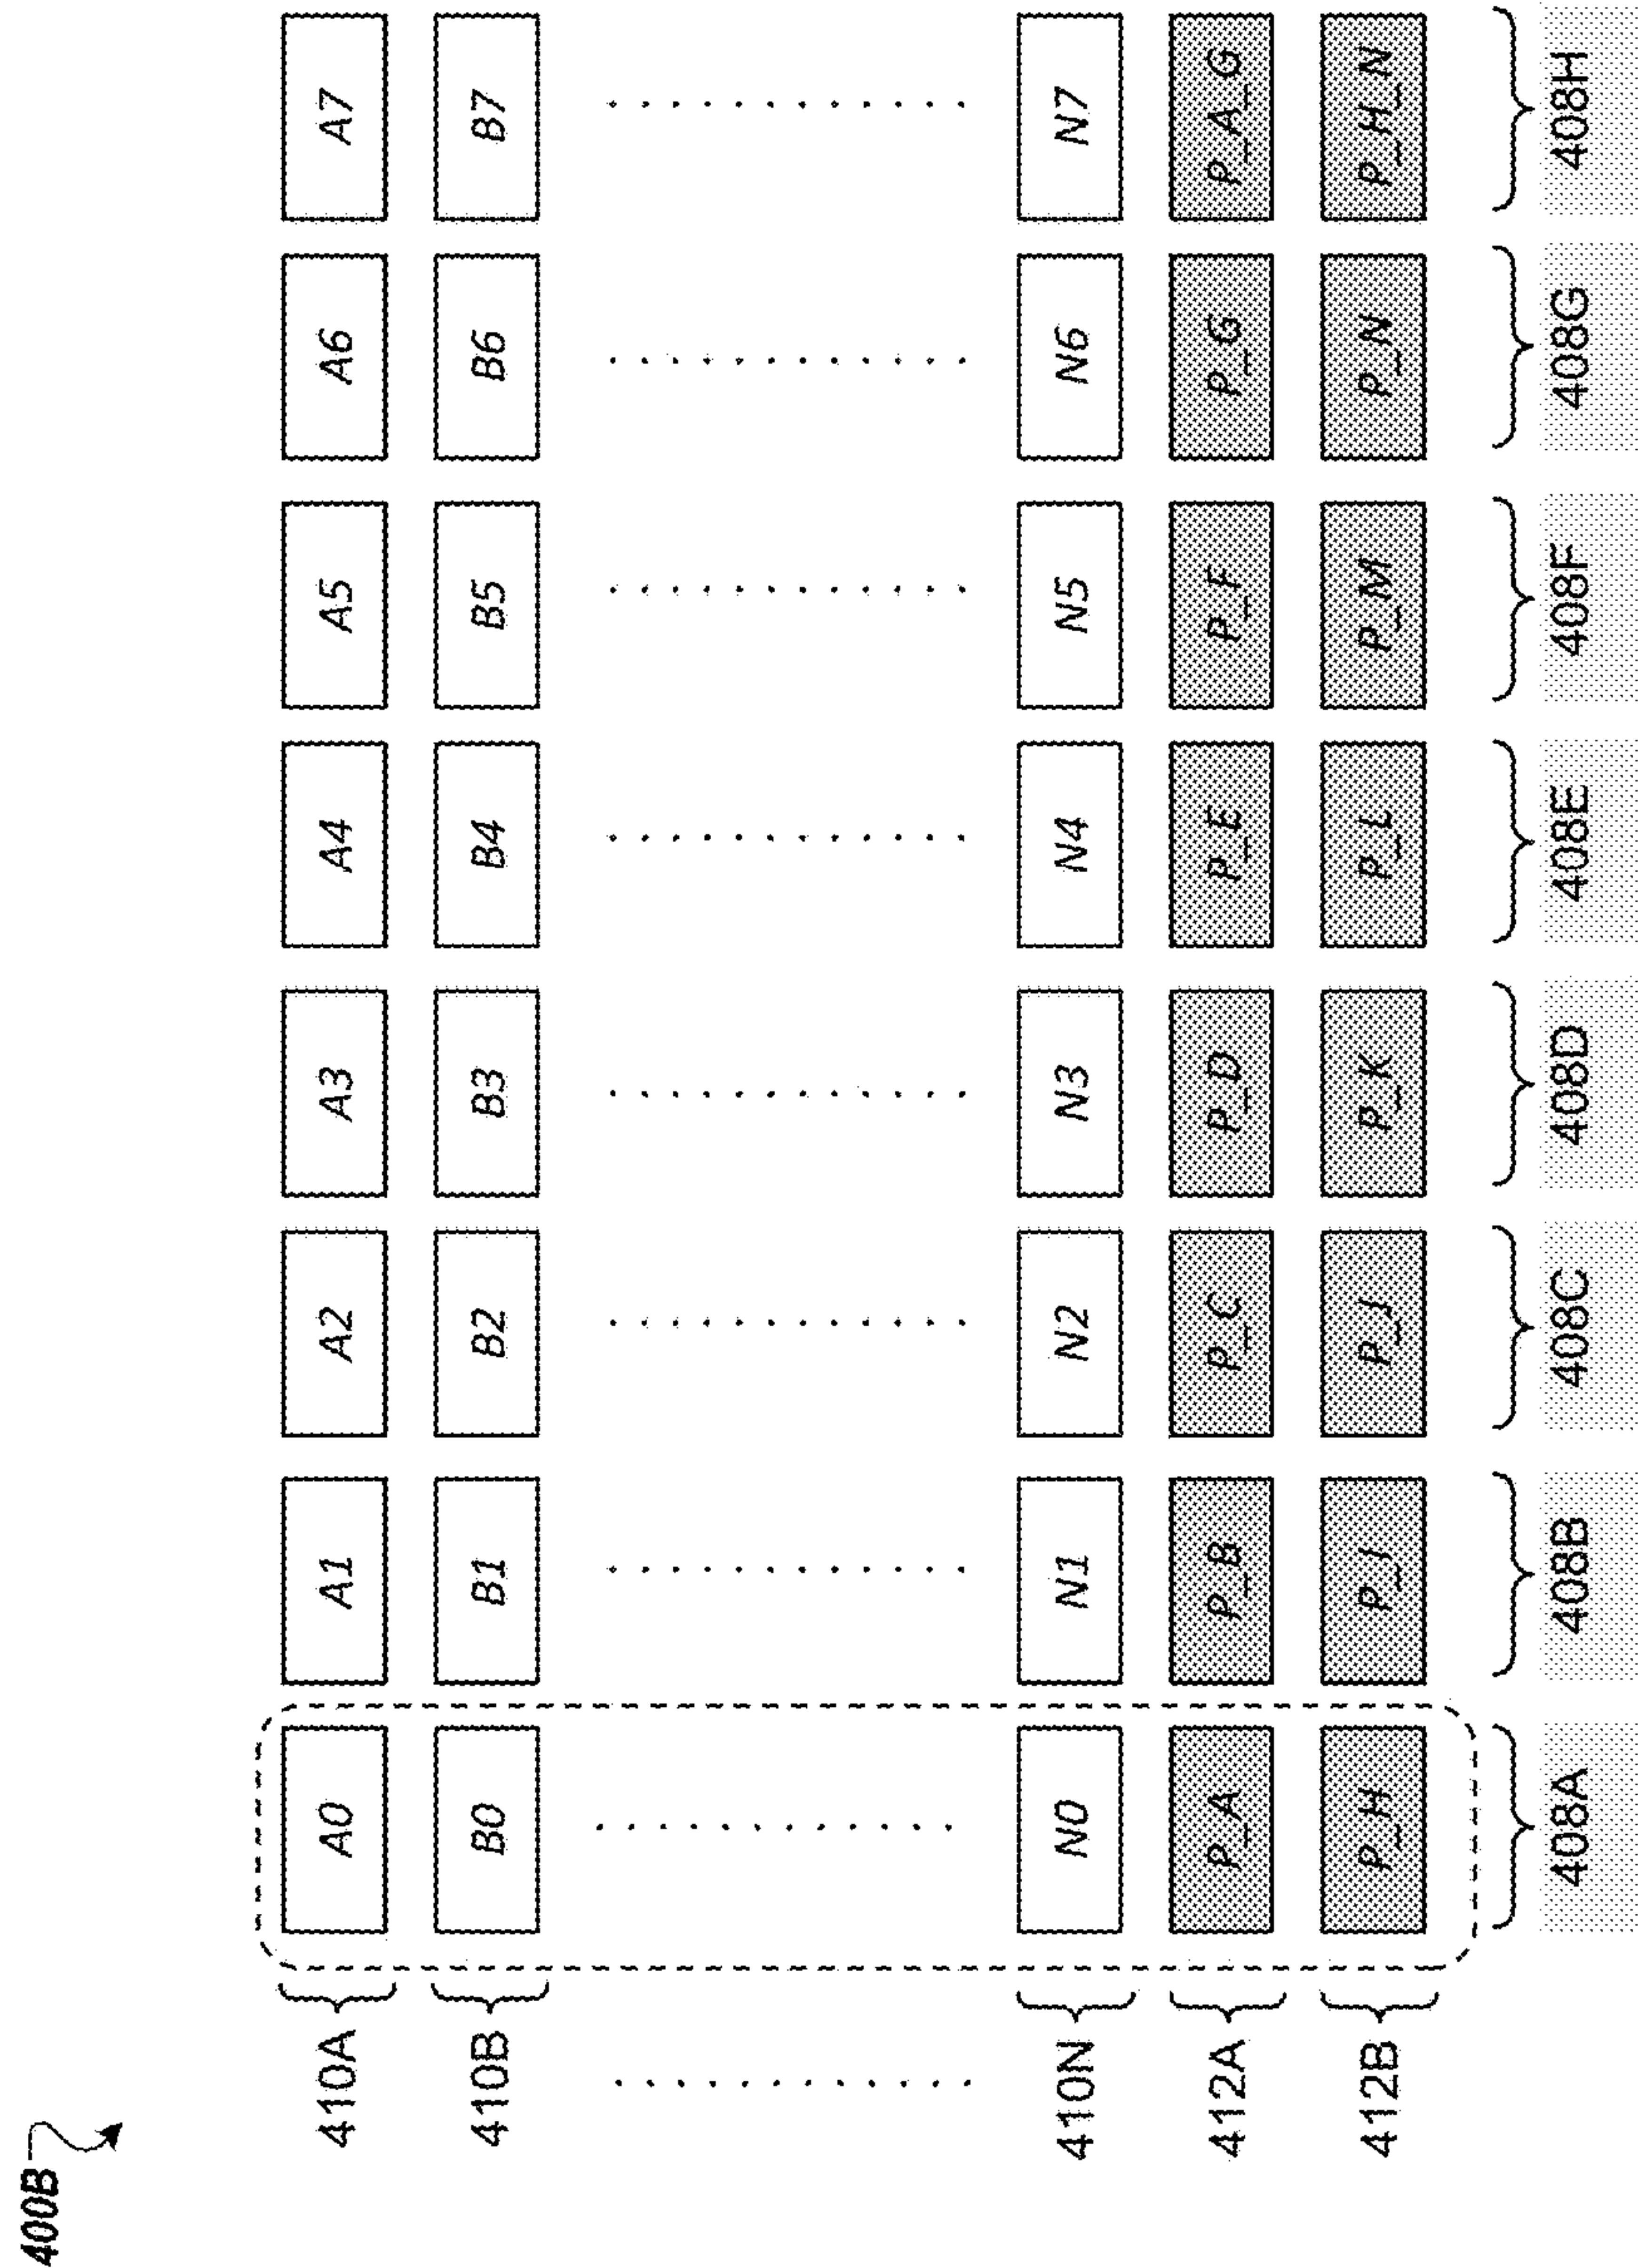 400B
410A A0 A1 A2 A3 A4 A5 A6 A7
410B B0 B1 B2 B3 B4 B5 B6 B7
410N N0 N1 N2 N3 N4 N5 N6 N7
412A P_A P_B P_C P_D P_E P_F P_G P_A_G
412B P_H P_I P_J P_K P_L P_M P_N P_H_N
408A 408B 408C 408D 408E 408F 408G 408H